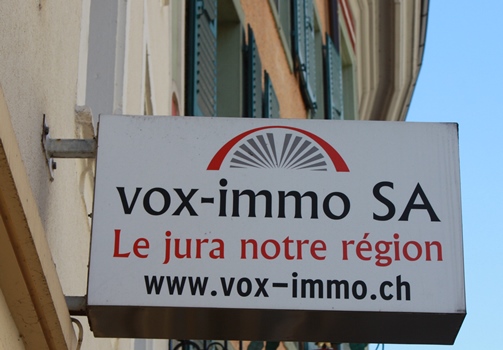 vox-immo SA
Le jura notre région
www.vox-immo.ch